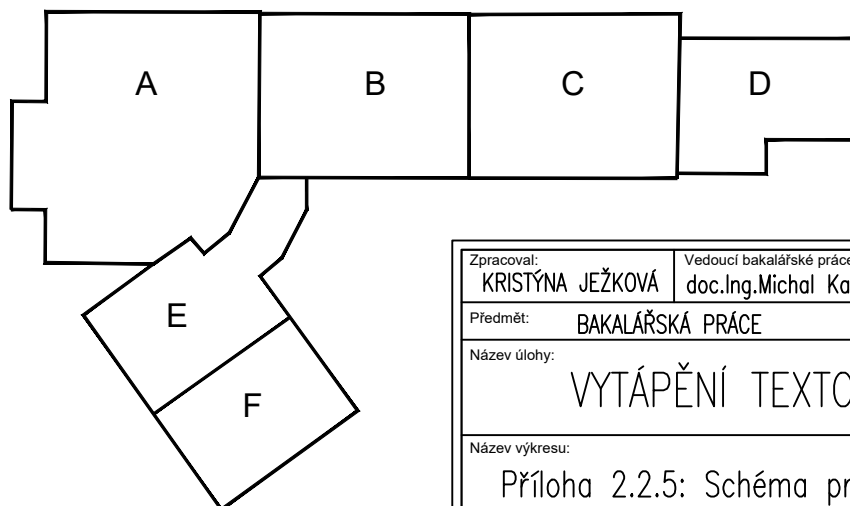 A
B
C
D
E
F
Zpracoval:
KRISTÝNA JEŽKOVÁ
Vedoucí bakalářské práce
doc.Ing.Michal Ka
Předmět:
BAKALÁŘSKÁ PRÁCE
Název úlohy:
VYTÁPĚNÍ TEXTO
Název výkresu:
Příloha 2.2.5: Schéma pr